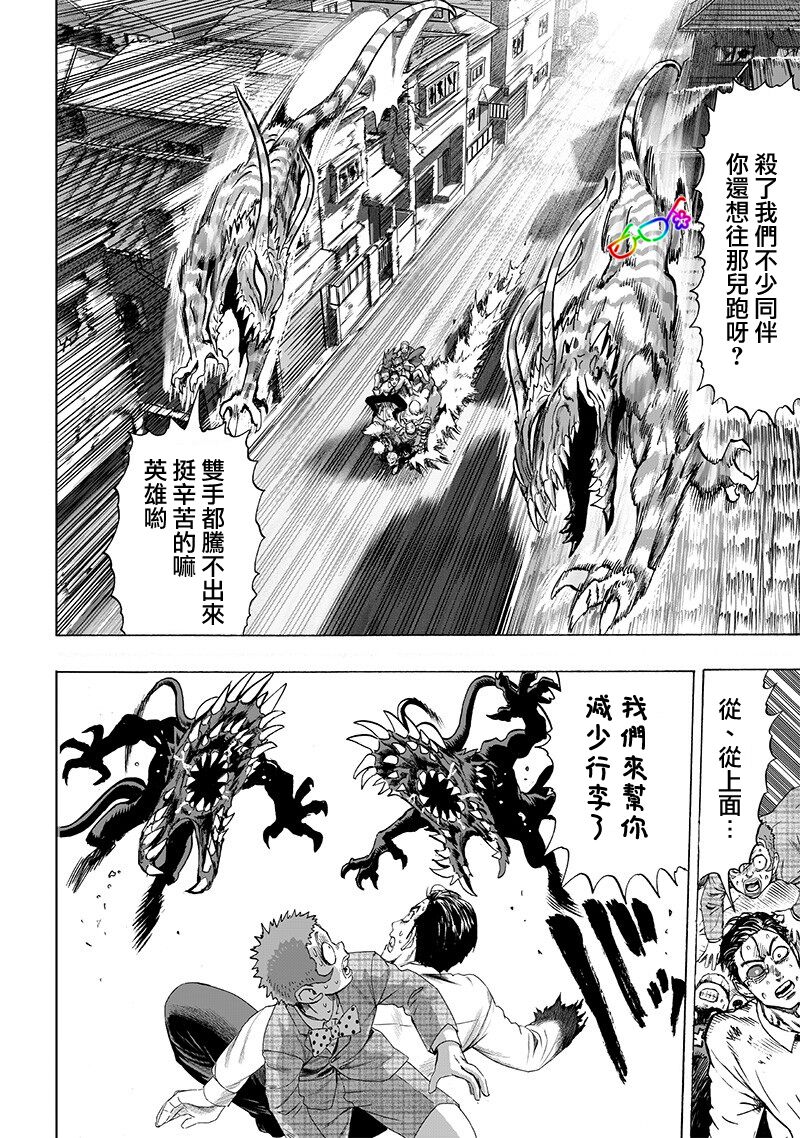 殺了我們不少同伴
你還想往那兒跑呀？
雙手都騰不出來
挺辛苦的嘛
英雄喲
從、從上面…
我們來幫你
減少行李了